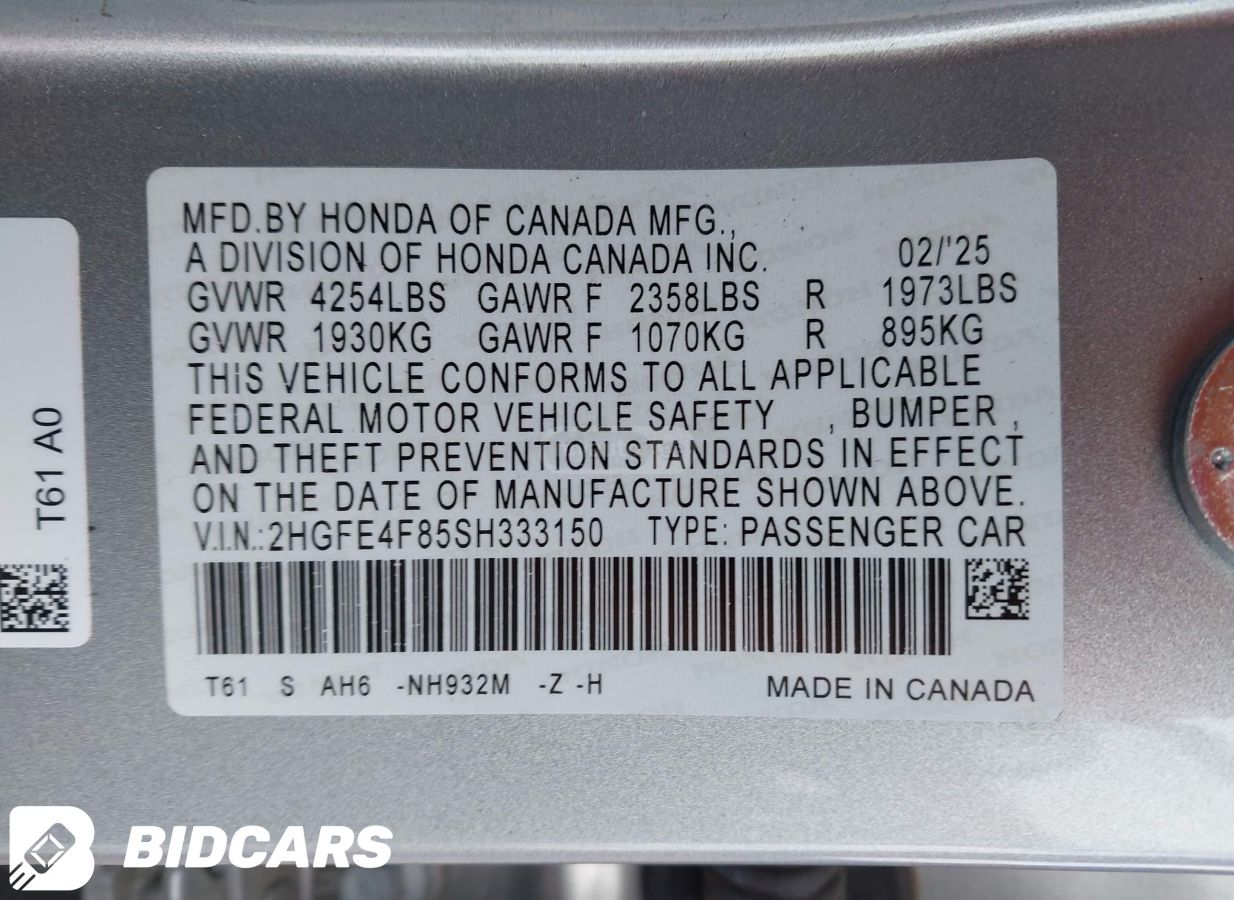 MFD.BY HONDA OF CANADA MFG.,
A DIVISION OF HONDA CANADA INC. 02/'25
GVWR 4254LBS GAWR F 2358LBS R 1973LBS
GVWR 1930KG GAWR F 1070KG R 895KG
THIS VEHICLE CONFORMS TO ALL APPLICABLE
FEDERAL MOTOR VEHICLE SAFETY , BUMPER ,
AND THEFT PREVENTION STANDARDS IN EFFECT
ON THE DATE OF MANUFACTURE SHOWN ABOVE.
V.I.N.:2HGFE4F85SH333150 TYPE: PASSENGER CAR
T61 S AH6 -NH932M -Z -H MADE IN CANADA
T61 A0
BIDCARS